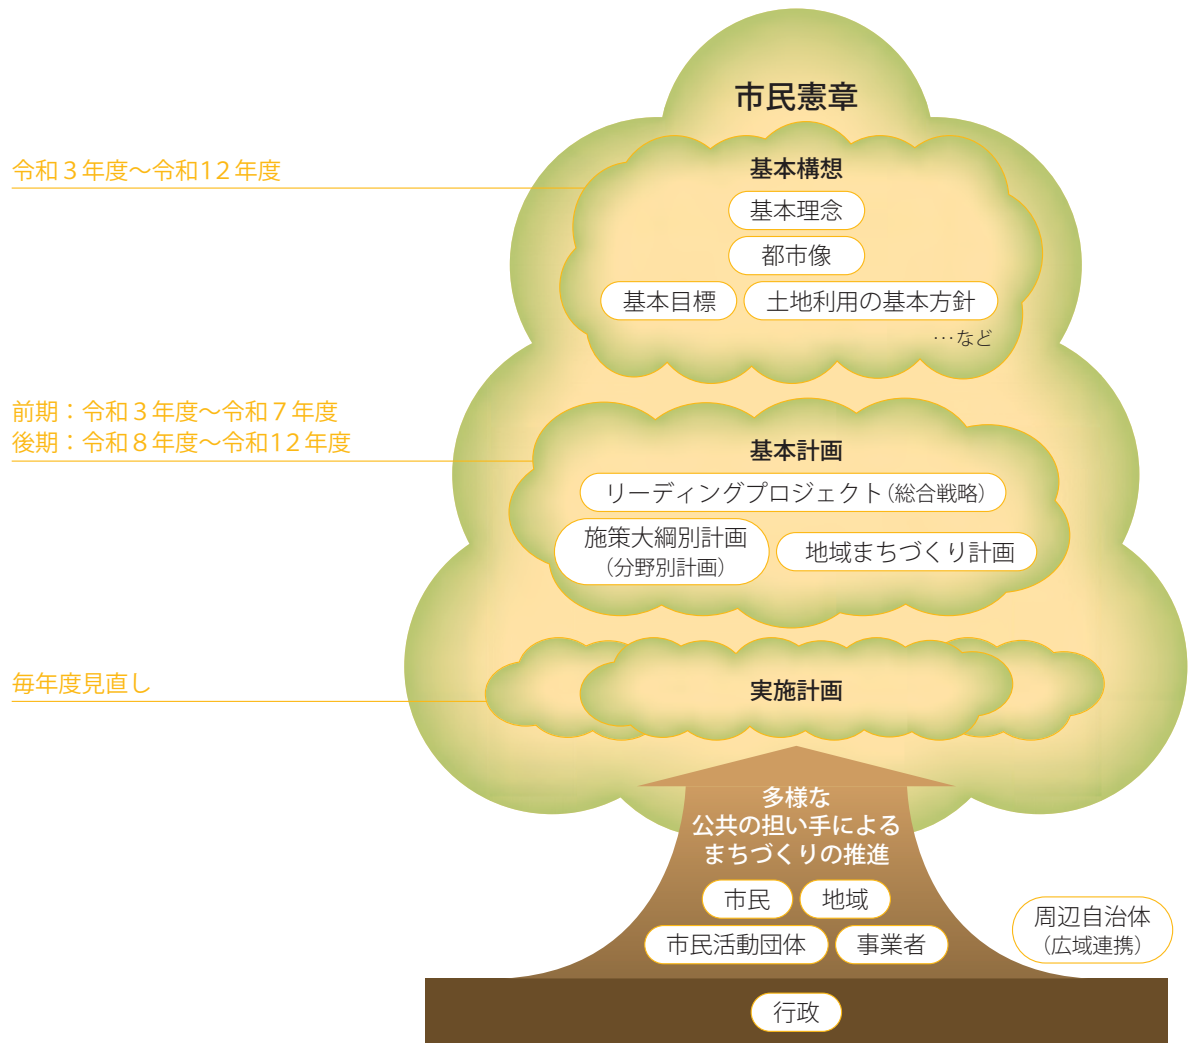 市民憲章
令和３年度～令和12年度
基本構想
基本理念
都市像
基本目標
土地利用の基本方針
…など
前期：令和３年度～令和７年度
後期：令和８年度～令和12年度
基本計画
リーディングプロジェクト（総合戦略）
施策大綱別計画
（分野別計画）
地域まちづくり計画
毎年度見直し
実施計画
多様な
公共の担い手による
まちづくりの推進
市民
地域
市民活動団体
事業者
周辺自治体
（広域連携）
行政